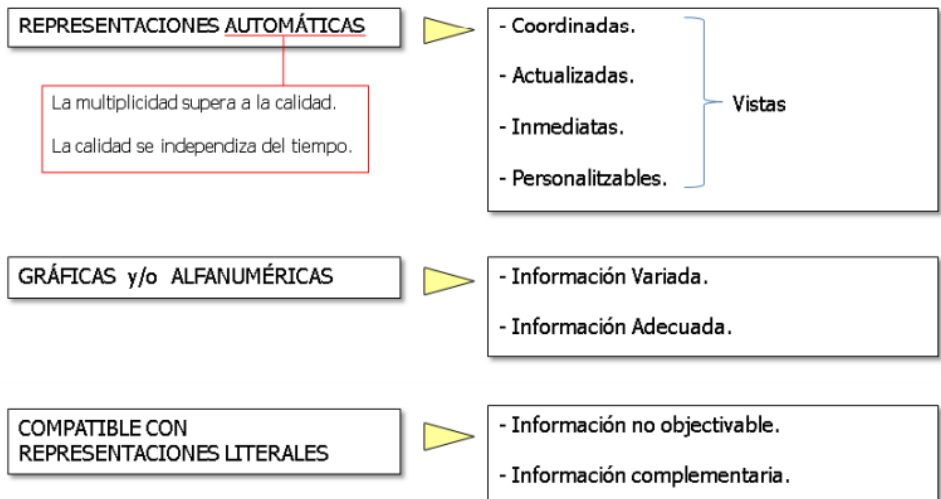 REPRESENTACIONES AUTOMÁTICAS
La multiplicidad supera a la calidad.
La calidad se independiza del tiempo.
- Coordinadas.
- Actualizadas.
- Inmediatas.
- Personalitzables.
Vistas
GRÁFICAS y/o ALFANUMÉRICAS
- Información Variada.
- Información Adecuada.
COMPATIBLE CON
REPRESENTACIONES LITERALES
- Información no objectivable.
- Información complementaria.